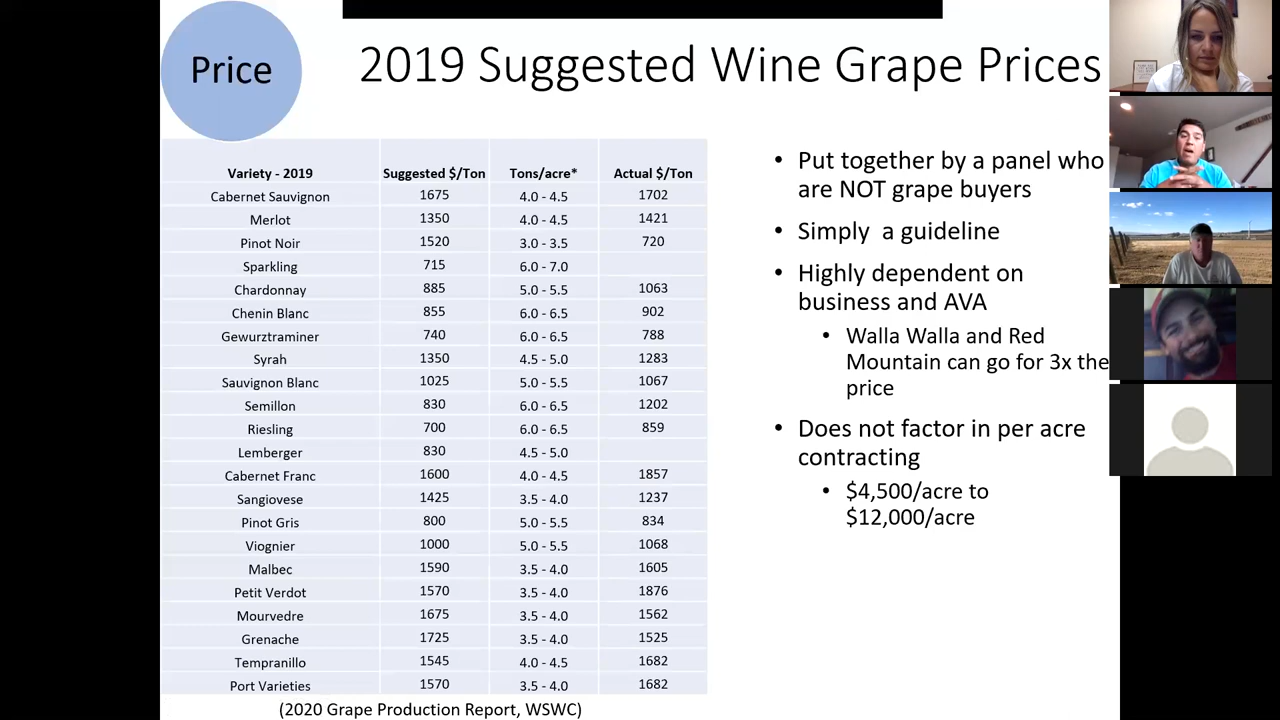 Price
2019 Suggested Wine Grape Prices
Variety - 2019 Suggested $/Ton Tons/acre* Actual $/Ton
Cabernet Sauvignon 1675 4.0 - 4.5 1702
Merlot 1350 4.0 - 4.5 1421
Pinot Noir 1520 3.0 - 3.5 720
Sparkling 715 6.0 - 7.0
Chardonnay 885 5.0 - 5.5 1063
Chenin Blanc 855 6.0 - 6.5 902
Gewurztraminer 740 6.0 - 6.5 788
Syrah 1350 4.5 - 5.0 1283
Sauvignon Blanc 1025 5.0 - 5.5 1067
Semillon 830 6.0 - 6.5 1202
Riesling 700 6.0 - 6.5 859
Lemberger 830 4.5 - 5.0
Cabernet Franc 1600 4.0 - 4.5 1857
Sangiovese 1425 3.5 - 4.0 1237
Pinot Gris 800 5.0 - 5.5 834
Viognier 1000 5.0 - 5.5 1068
Malbec 1590 3.5 - 4.0 1605
Petit Verdot 1570 3.5 - 4.0 1876
Mourvedre 1675 3.5 - 4.0 1562
Grenache 1725 3.5 - 4.0 1525
Tempranillo 1545 4.0 - 4.5 1682
Port Varieties 1570 3.5 - 4.0 1682
(2020 Grape Production Report, WSWC)
• Put together by a panel who
are NOT grape buyers
• Simply a guideline
• Highly dependent on
business and AVA
• Walla Walla and Red
Mountain can go for 3x the
price
• Does not factor in per acre
contracting
• $4,500/acre to
$12,000/acre